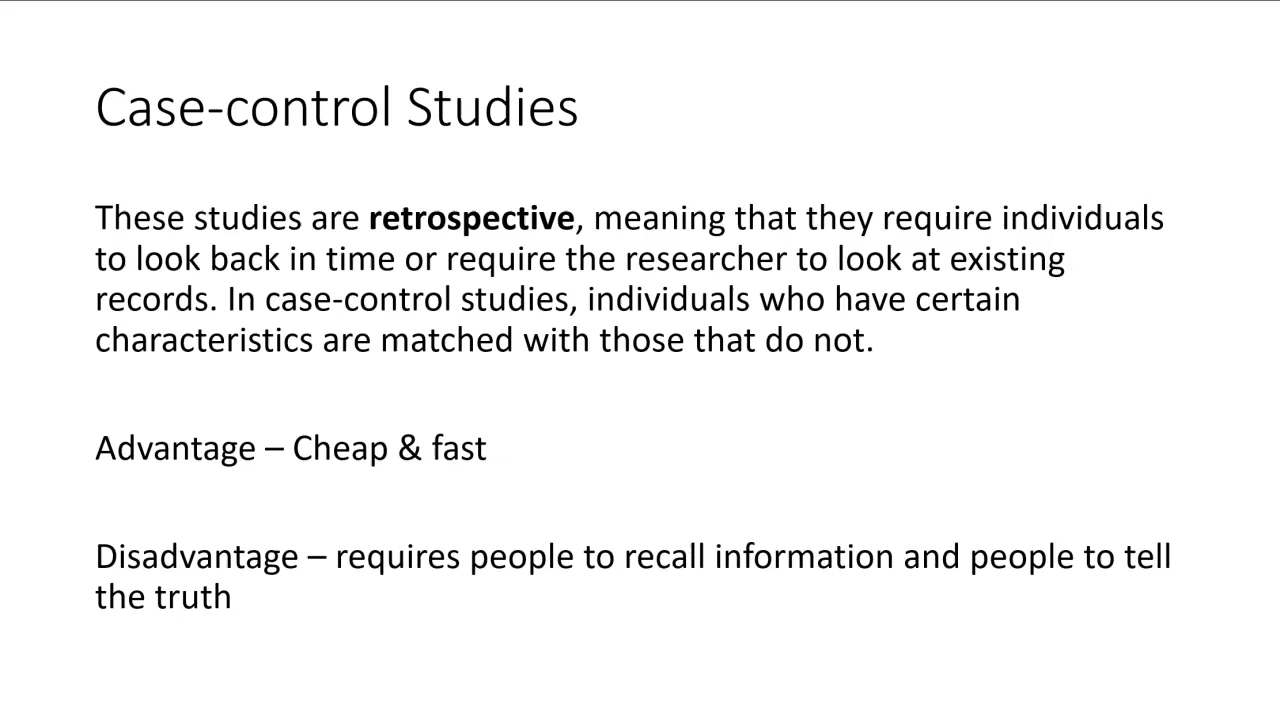 Case-control Studies
These studies are retrospective, meaning that they require individuals
to look back in time or require the researcher to look at existing
records. In case-control studies, individuals who have certain
characteristics are matched with those that do not.
Advantage – Cheap & fast
Disadvantage – requires people to recall information and people to tell
the truth